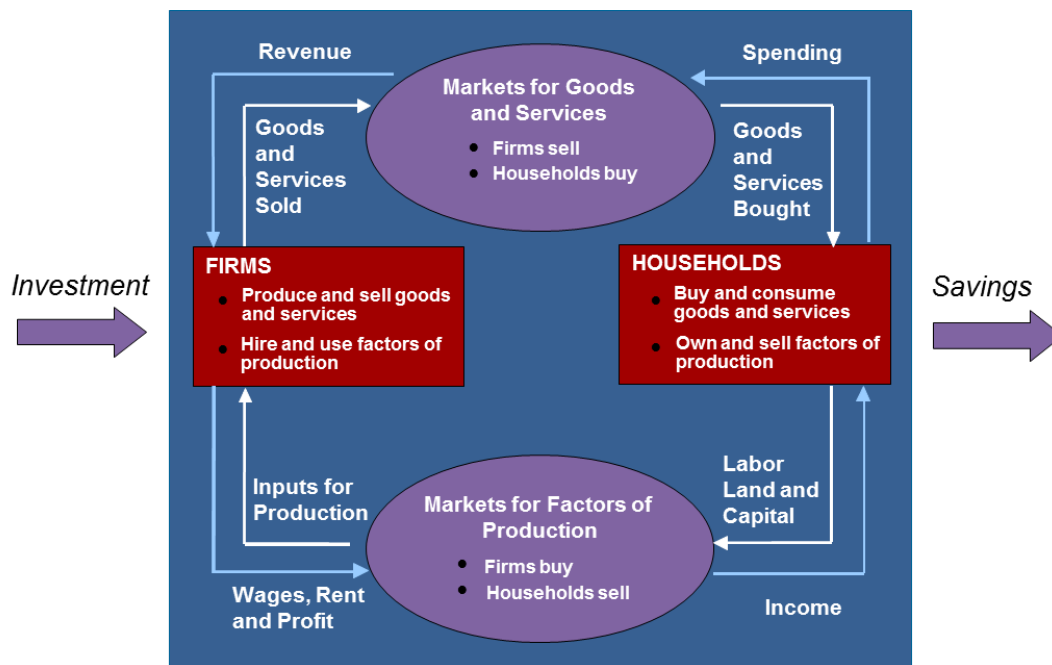 Revenue
Spending
Markets for Goods
and Services
Firms sell
Households buy
Goods
and
Services
Sold
Goods
and
Services
Bought
Investment
FIRMS
Produce and sell goods
and services
Hire and use factors of
production
HOUSEHOLDS
Buy and consume
goods and services
Own and sell factors of
production
Savings
Inputs for
Production
Markets for Factors of
Production
Firms buy
Households sell
Labor
Land and
Capital
Wages, Rent
and Profit
Income